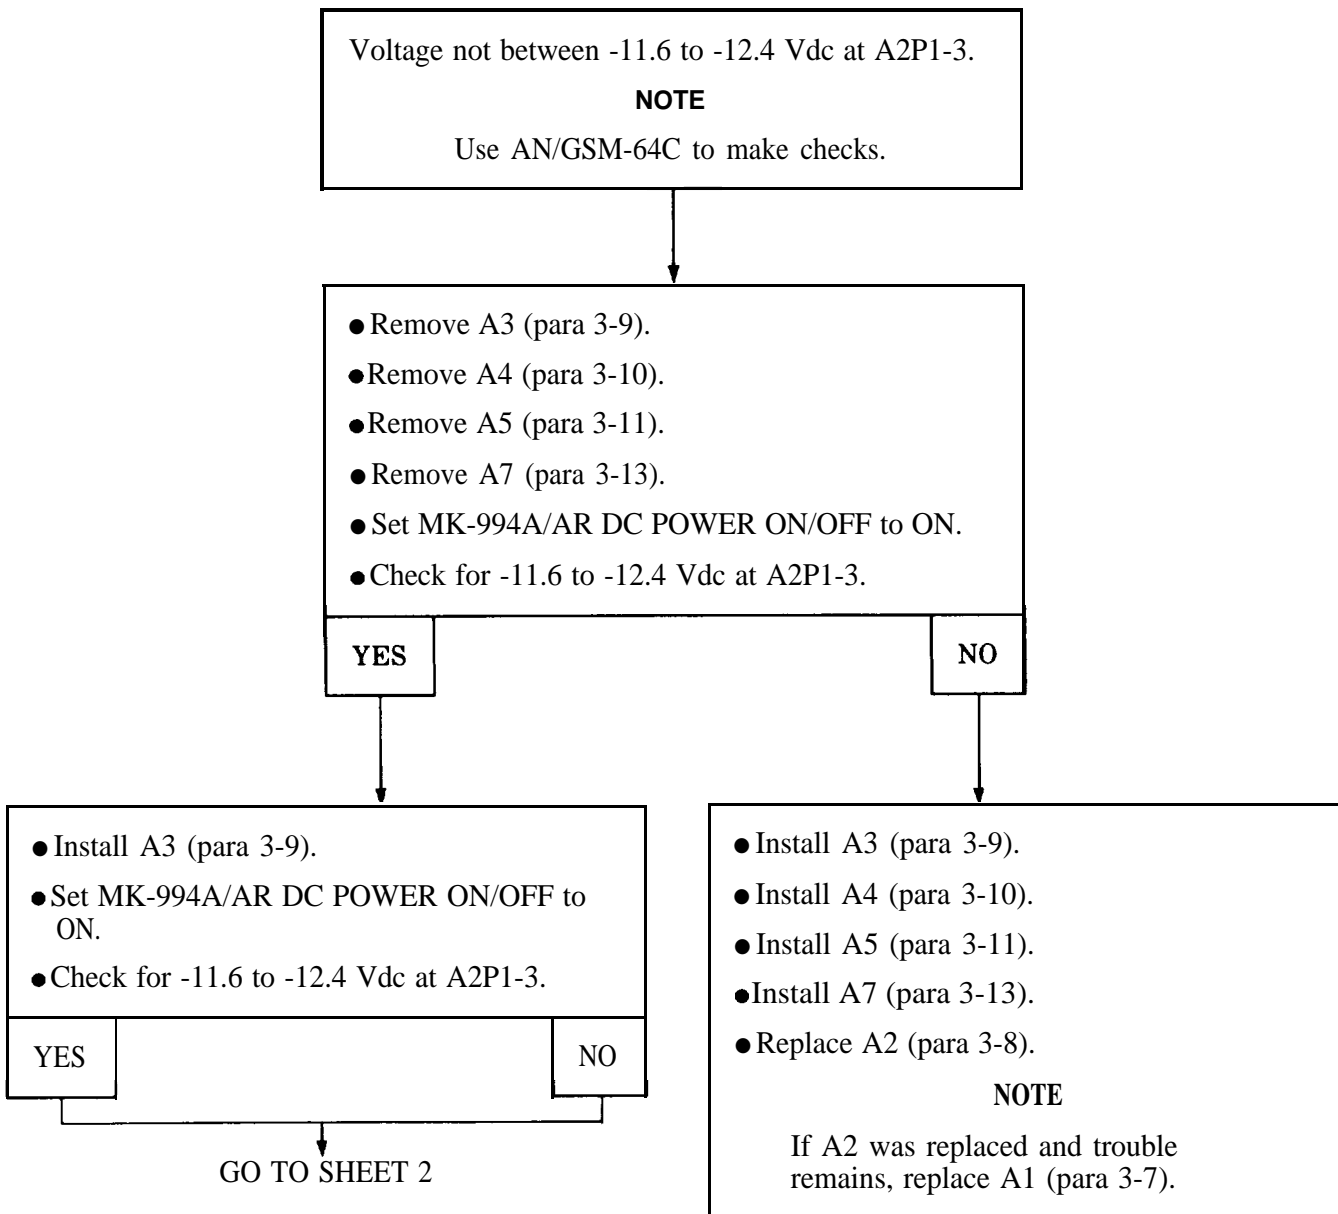 Voltage not between -11.6 to -12.4 Vdc at A2P1-3.
NOTE
Use AN/GSM-64C to make checks.
● Remove A3 (para 3-9).
● Remove A4 (para 3-10).
● Remove A5 (para 3-11).
● Remove A7 (para 3-13).
● Set MK-994A/AR DC POWER ON/OFF to ON.
● Check for -11.6 to -12.4 Vdc at A2P1-3.
YES
NO
● Install A3 (para 3-9).
● Set MK-994A/AR DC POWER ON/OFF to
ON.
● Check for -11.6 to -12.4 Vdc at A2P1-3.
YES
NO
GO TO SHEET 2
● Install A3 (para 3-9).
● Install A4 (para 3-10).
● Install A5 (para 3-11).
● Install A7 (para 3-13).
● Replace A2 (para 3-8).
NOTE
If A2 was replaced and trouble
remains, replace A1 (para 3-7).